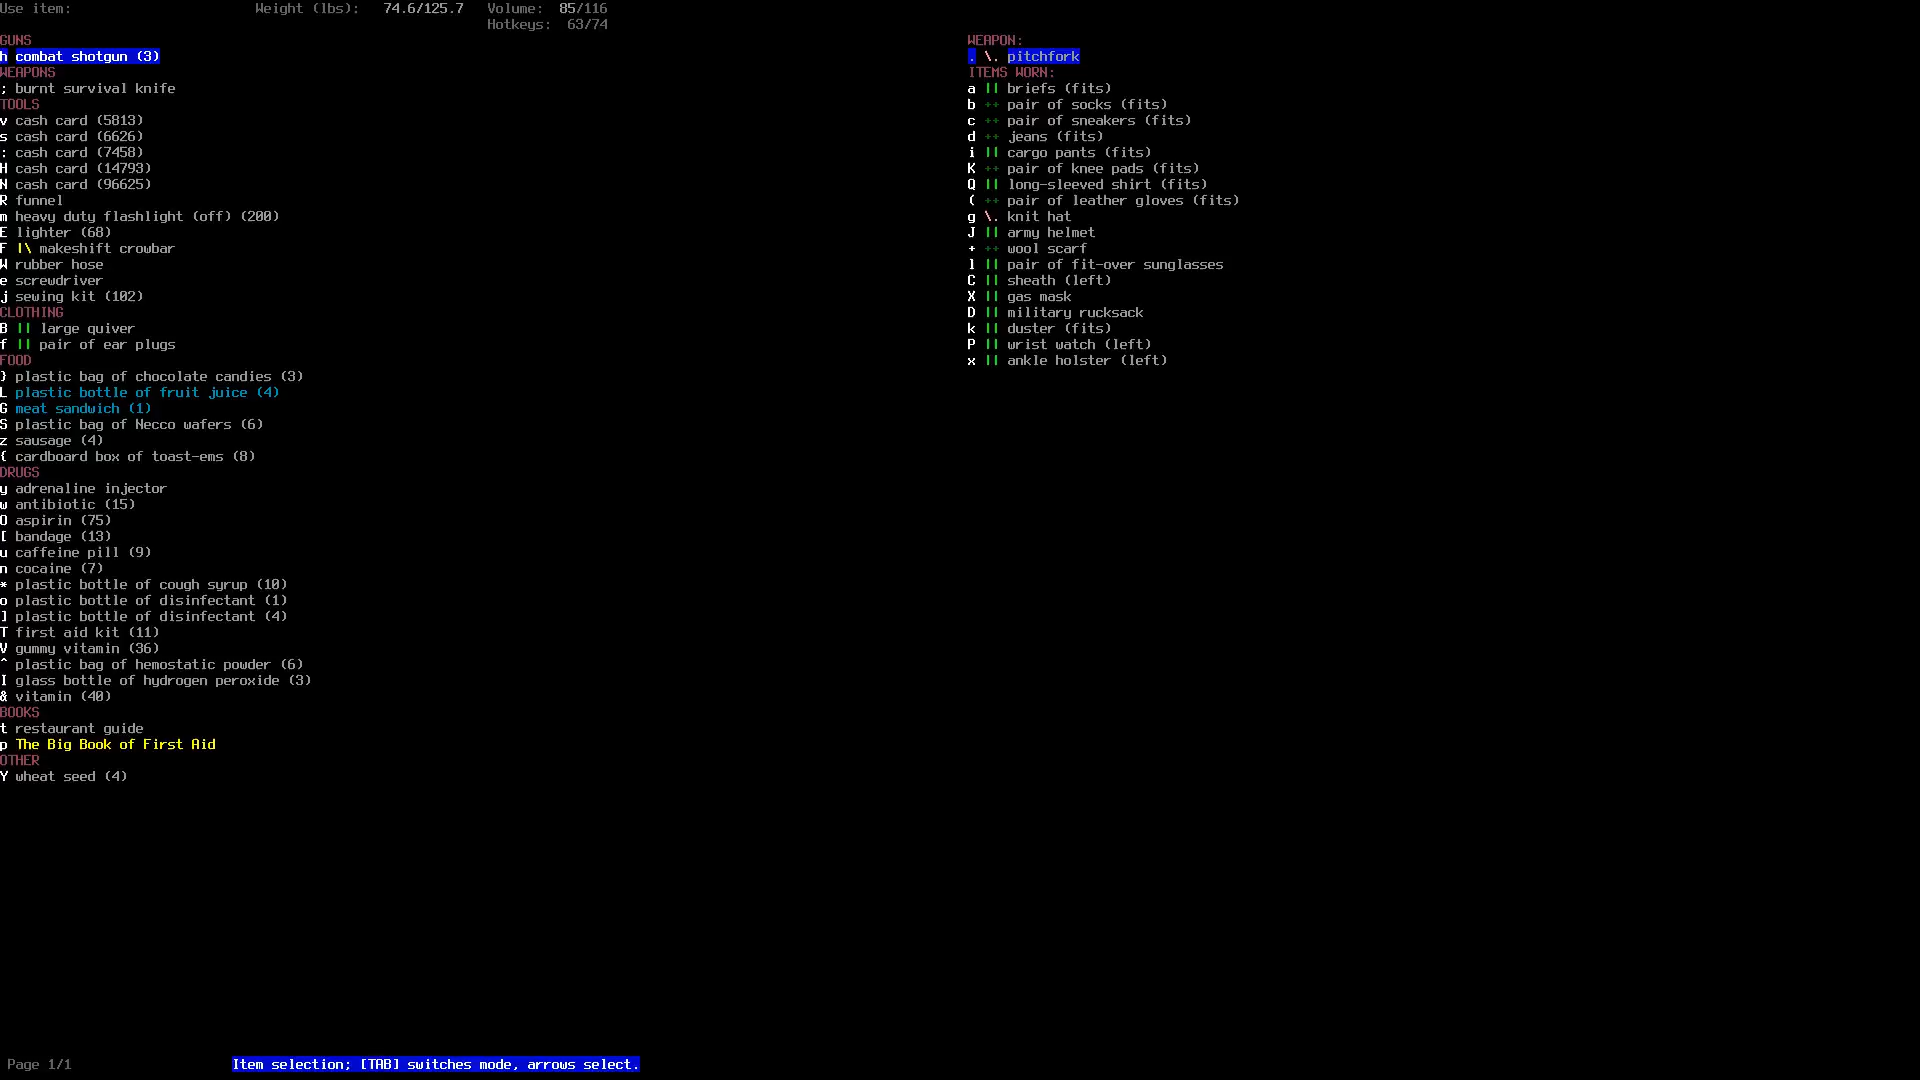 Use item: Weight (lbs): 74.6/125.7 Volume: 85/116
Hotkeys: 63/74
GUNS
h combat shotgun (3)
WEAPONS
; burnt survival knife
TOOLS
v cash card (5813)
s cash card (6626)
: cash card (7458)
H cash card (14793)
N cash card (96625)
R funnel
m heavy duty flashlight (off) (200)
E lighter (68)
F |\ makeshift crowbar
W rubber hose
e screwdriver
j sewing kit (102)
CLOTHING
B || large quiver
f || pair of ear plugs
FOOD
} plastic bag of chocolate candies (3)
L plastic bottle of fruit juice (4)
G meat sandwich (1)
S plastic bag of Necco wafers (6)
z sausage (4)
{ cardboard box of toast-ems (8)
DRUGS
y adrenaline injector
w antibiotic (15)
O aspirin (75)
[ bandage (13)
u caffeine pill (9)
n cocaine (7)
* plastic bottle of cough syrup (10)
o plastic bottle of disinfectant (1)
] plastic bottle of disinfectant (4)
T first aid kit (11)
V gummy vitamin (36)
^ plastic bag of hemostatic powder (6)
I glass bottle of hydrogen peroxide (3)
& vitamin (40)
BOOKS
t restaurant guide
p The Big Book of First Aid
OTHER
Y wheat seed (4)
WEAPON:
. \. pitchfork
ITEMS WORN:
a || briefs (fits)
b ++ pair of socks (fits)
c ++ pair of sneakers (fits)
d ++ jeans (fits)
i || cargo pants (fits)
K ++ pair of knee pads (fits)
Q || long-sleeved shirt (fits)
( ++ pair of leather gloves (fits)
g \. knit hat
J || army helmet
+ ++ wool scarf
l || pair of fit-over sunglasses
C || sheath (left)
X || gas mask
D || military rucksack
k || duster (fits)
P || wrist watch (left)
x || ankle holster (left)
Page 1/1 Item selection; [TAB] switches mode, arrows select.